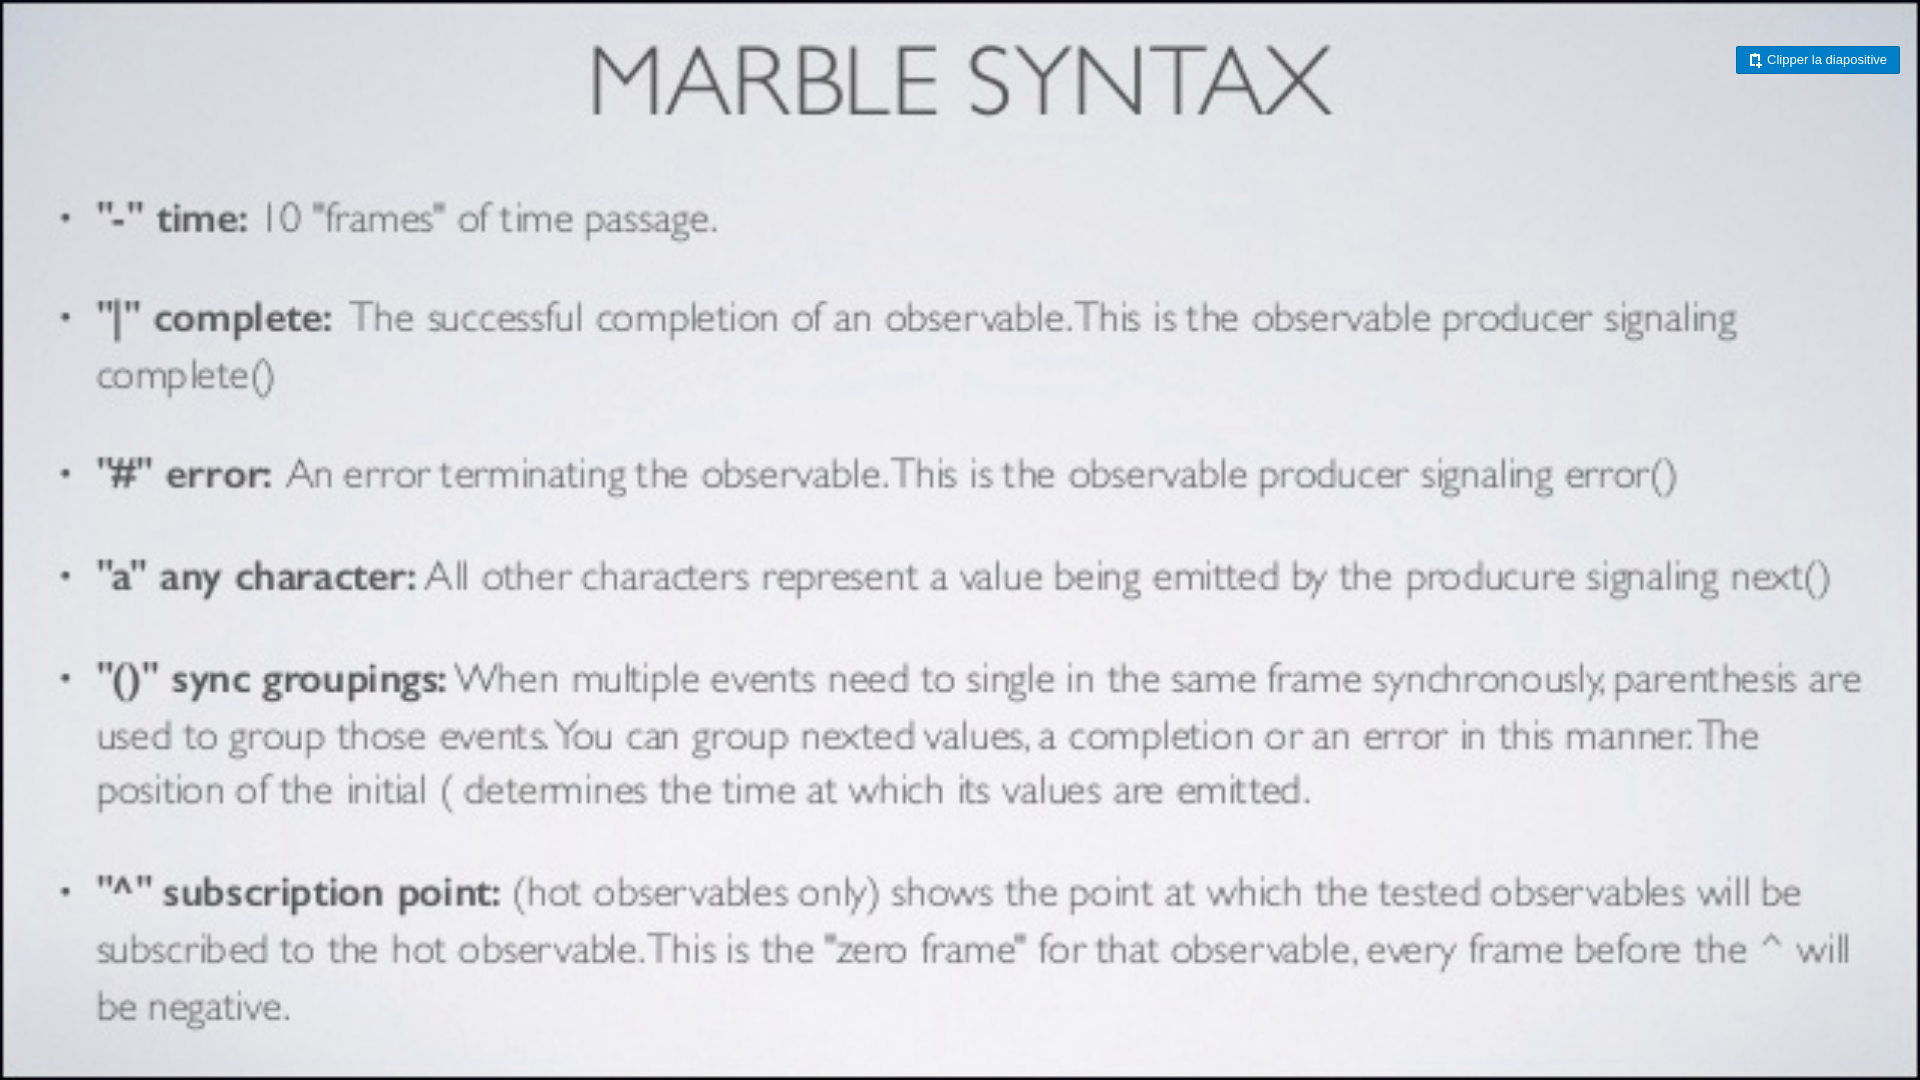 MARBLE SYNTAX
Clipper la diapositive
• "-" time: 10 "frames" of time passage.
• "|" complete: The successful completion of an observable. This is the observable producer signaling
complete()
• "#" error: An error terminating the observable. This is the observable producer signaling error()
• "a" any character: All other characters represent a value being emitted by the producure signaling next()
• "()" sync groupings: When multiple events need to single in the same frame synchronously, parenthesis are
used to group those events. You can group nexted values, a completion or an error in this manner. The
position of the initial ( determines the time at which its values are emitted.
• "^" subscription point: (hot observables only) shows the point at which the tested observables will be
subscribed to the hot observable. This is the "zero frame" for that observable, every frame before the ^ will
be negative.